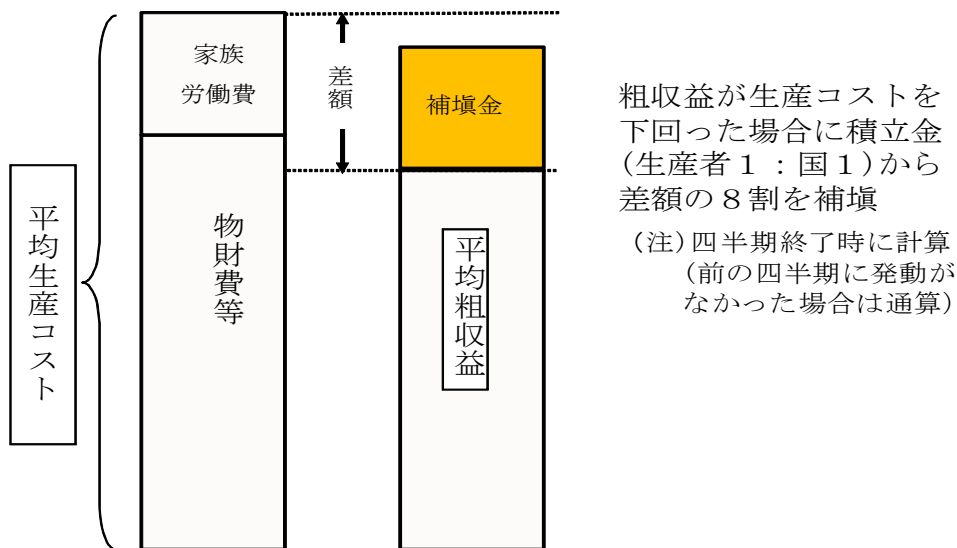 平均生産コスト
家族
労働費
物財費等
差額
補塡金
平均粗収益
粗収益が生産コストを
下回った場合に積立金
(生産者１：国１)から
差額の８割を補塡
(注)四半期終了時に計算
(前の四半期に発動が
なかった場合は通算)